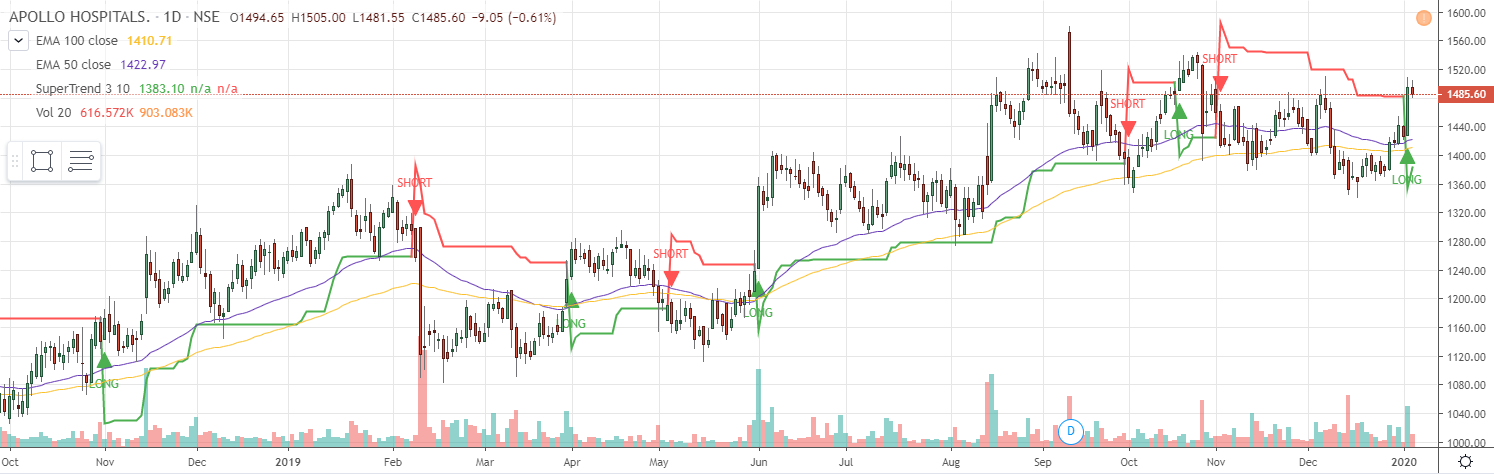 APOLLO HOSPITALS. · 1D · NSE O1494.65 H1505.00 L1481.55 C1485.60 −9.05 (−0.61%)
EMA 100 close 1410.71
EMA 50 close 1422.97
SuperTrend 3 10 1383.10 n/a n/a
Vol 20 616.572K 903.083K
1600.00
1560.00
1520.00
1485.60
1440.00
1400.00
1360.00
1320.00
1280.00
1240.00
1200.00
1160.00
1120.00
1080.00
1040.00
1000.00
LONG
SHORT
LONG
SHORT
LONG
SHORT
LONG
SHORT
LONG
D
Oct Nov Dec 2019 Feb Mar Apr May Jun Jul Aug Sep Oct Nov Dec 2020